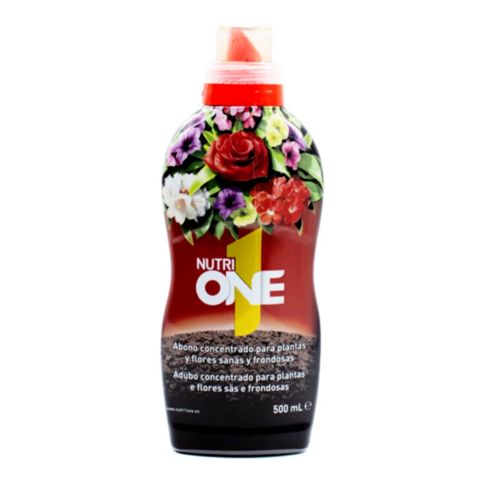 NUTRI
ONE
1
Abono concentrado para plantas
y flores sanas y frondosas
Adubo concentrado para plantas
e flores sãs e frondosas
www.nutri1one.es
500 mL ℮